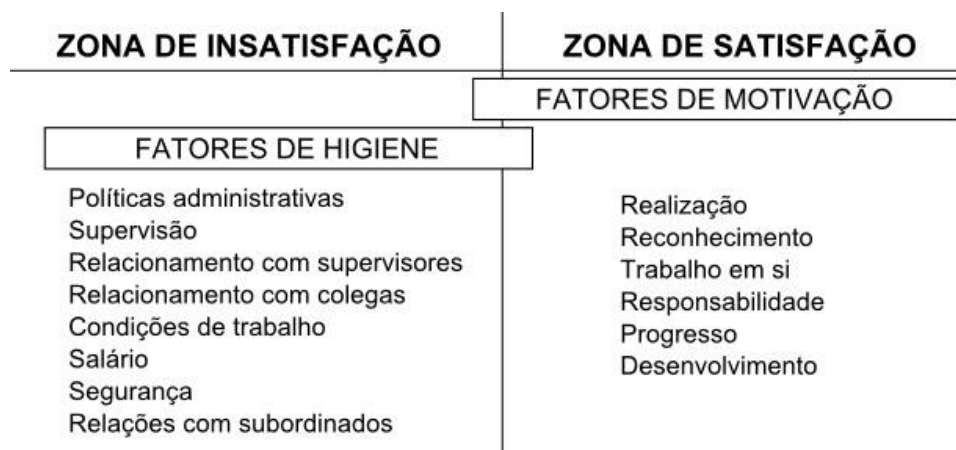 ZONA DE INSATISFAÇÃO
ZONA DE SATISFAÇÃO
FATORES DE MOTIVAÇÃO
FATORES DE HIGIENE
Políticas administrativas
Supervisão
Relacionamento com supervisores
Relacionamento com colegas
Condições de trabalho
Salário
Segurança
Relações com subordinados
Realização
Reconhecimento
Trabalho em si
Responsabilidade
Progresso
Desenvolvimento